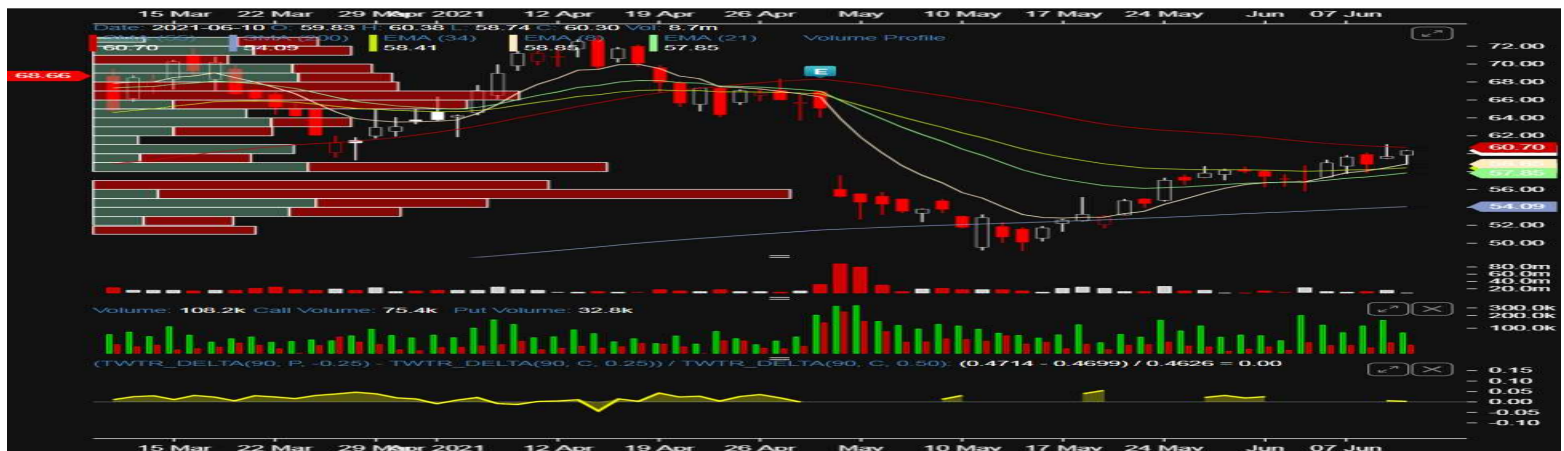 15 Mar 22 Mar 29 Mar Apr 2021 12 Apr 19 Apr 26 Apr May 10 May 17 May 24 May Jun 07 Jun
Date: 2021-06-10 O: 59.83 H: 60.38 L: 58.74 C: 60.30 Vol: 8.7m
SMA (50) SMA (200) EMA (34) EMA (8) EMA (21) Volume Profile
60.70 54.09 58.41 58.85 57.85
72.00
70.00
68.66
68.00
66.00
64.00
62.00
60.70
57.85
56.00
54.09
52.00
50.00
80.0m
60.0m
40.0m
20.0m
Volume: 108.2k Call Volume: 75.4k Put Volume: 32.8k
300.0k
200.0k
100.0k
(TWTR_DELTA(90, P, -0.25) - TWTR_DELTA(90, C, 0.25)) / TWTR_DELTA(90, C, 0.50): (0.4714 - 0.4699) / 0.4626 = 0.00
0.15
0.10
0.05
0.00
-0.05
-0.10
15 Mar 22 Mar 29 Mar Apr 2021 12 Apr 19 Apr 26 Apr May 10 May 17 May 24 May Jun 07 Jun
E